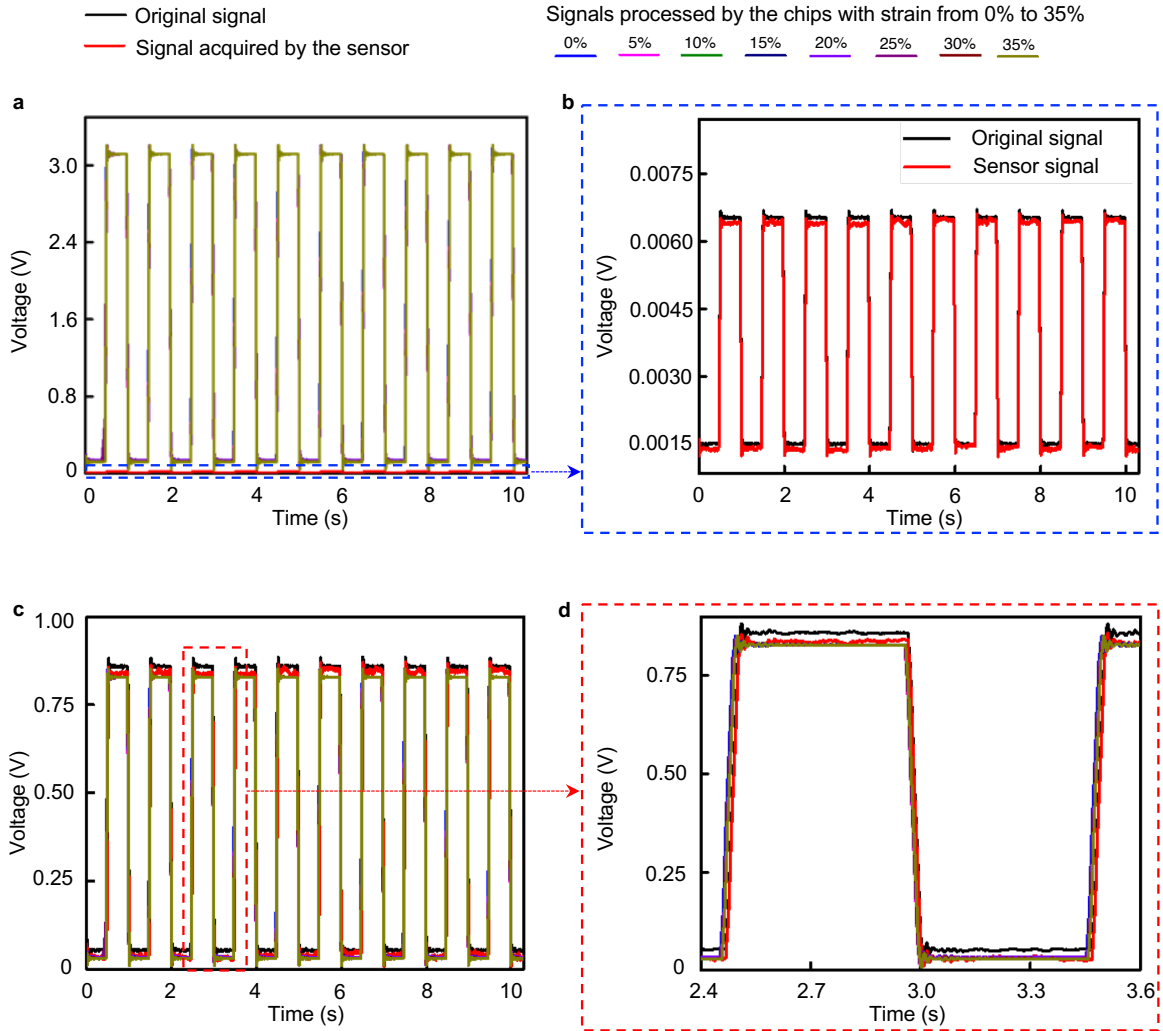 Original signal
Signal acquired by the sensor
Signals processed by the chips with strain from 0% to 35%
0% 5% 10% 15% 20% 25% 30% 35%
a
3.0
2.4
1.6
0.8
0
Voltage (V)
0 2 4 6 8 10
Time (s)
b
Original signal
Sensor signal
0.0075
0.0060
0.0045
0.0030
0.0015
Voltage (V)
0 2 4 6 8 10
Time (s)
c
1.00
0.75
0.50
0.25
0
Voltage (V)
0 2 4 6 8 10
Time (s)
d
0.75
0.50
0.25
0
Voltage (V)
2.4 2.7 3.0 3.3 3.6
Time (s)